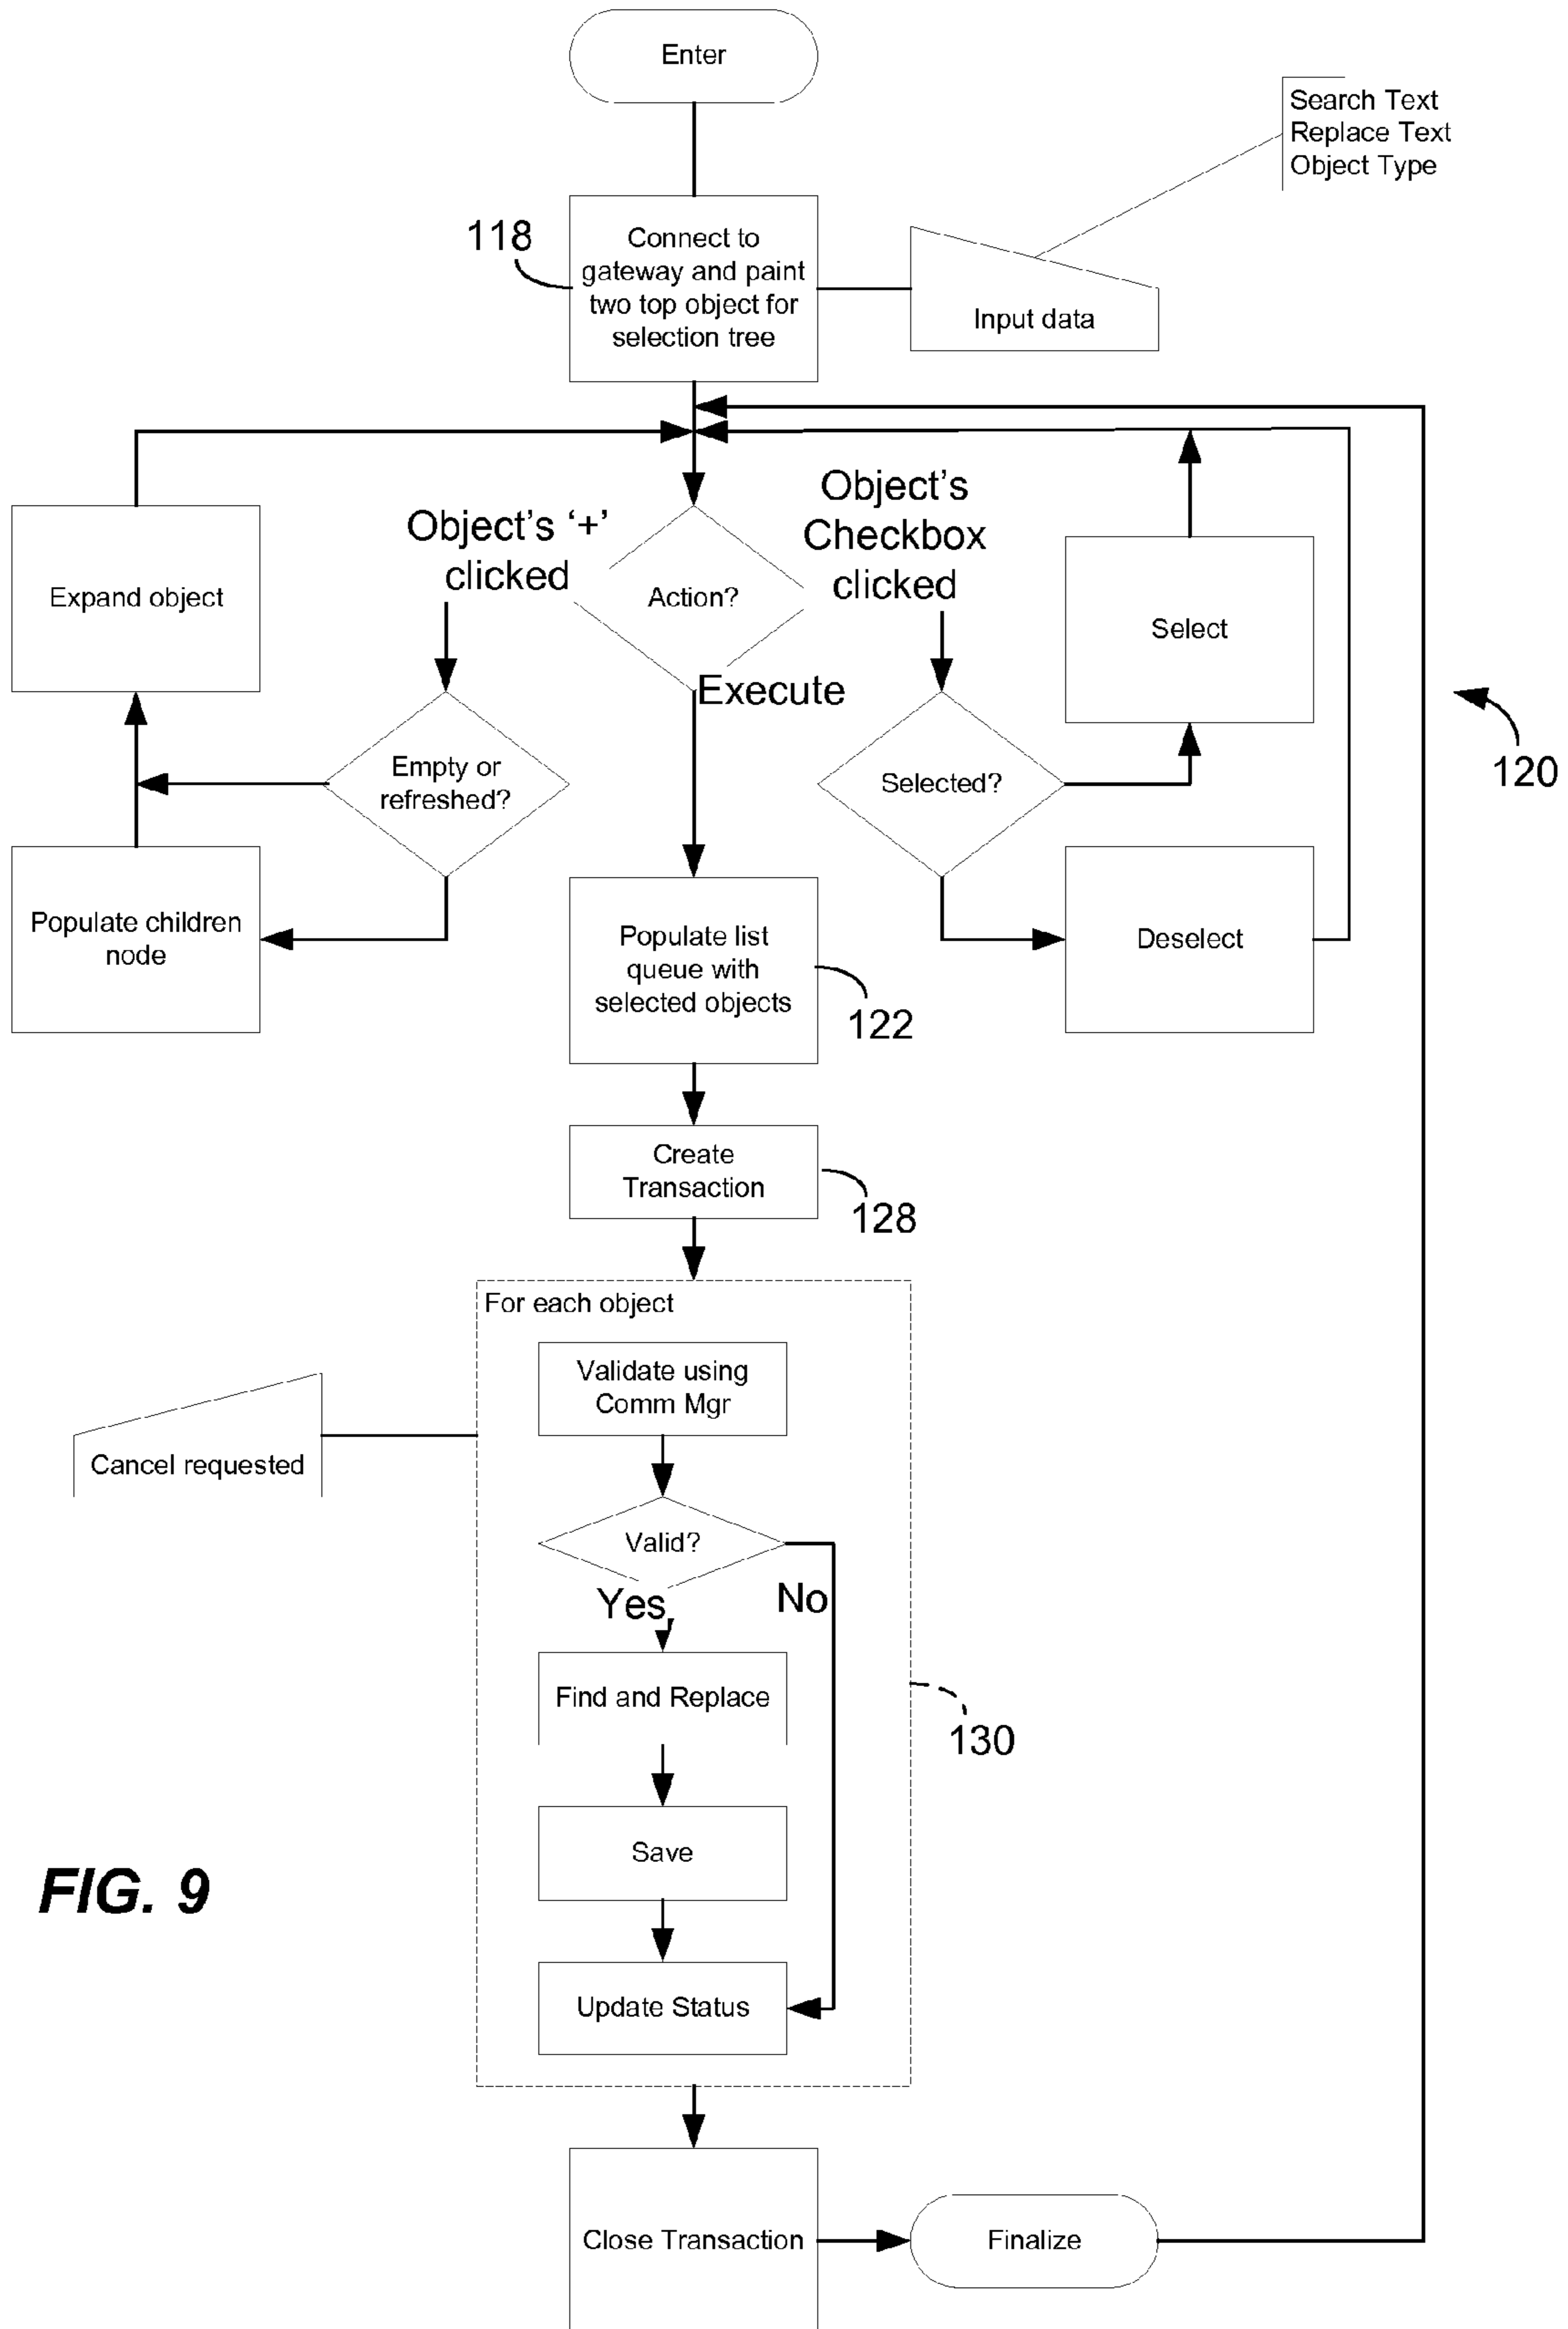 Enter
Search Text
Replace Text
Object Type
118
Connect to
gateway and paint
two top object for
selection tree
Input data
Object's
Checkbox
clicked
Object's ‘+’
clicked
Expand object
Action?
Select
Execute
120
Empty or
refreshed?
Selected?
Populate children
node
Populate list
queue with
selected objects
Deselect
122
Create
Transaction
128
For each object
Validate using
Comm Mgr
Cancel requested
Valid?
Yes
No
Find and Replace
130
Save
FIG. 9
Update Status
Close Transaction
Finalize